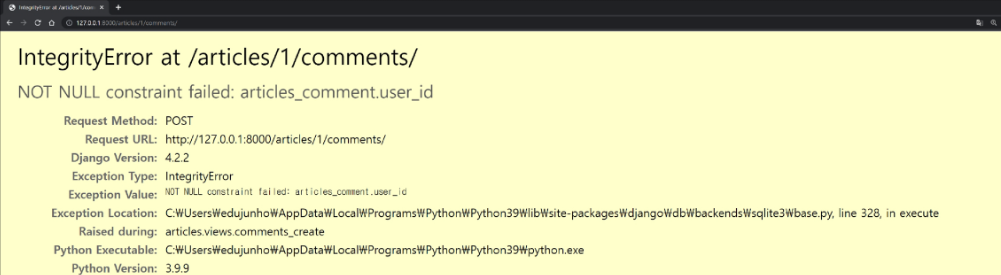 IntegrityError at /articles/1/com
127.0.0.1:8000/articles/1/comments/
IntegrityError at /articles/1/comments/
NOT NULL constraint failed: articles_comment.user_id
Request Method: POST
Request URL: http://127.0.0.1:8000/articles/1/comments/
Django Version: 4.2.2
Exception Type: IntegrityError
Exception Value: NOT NULL constraint failed: articles_comment.user_id
Exception Location: C:₩Users₩edujunho₩AppData₩Local₩Programs₩Python₩Python39₩lib₩site-packages₩django₩db₩backends₩sqlite3₩base.py, line 328, in execute
Raised during: articles.views.comments_create
Python Executable: C:₩Users₩edujunho₩AppData₩Local₩Programs₩Python₩Python39₩python.exe
Python Version: 3.9.9